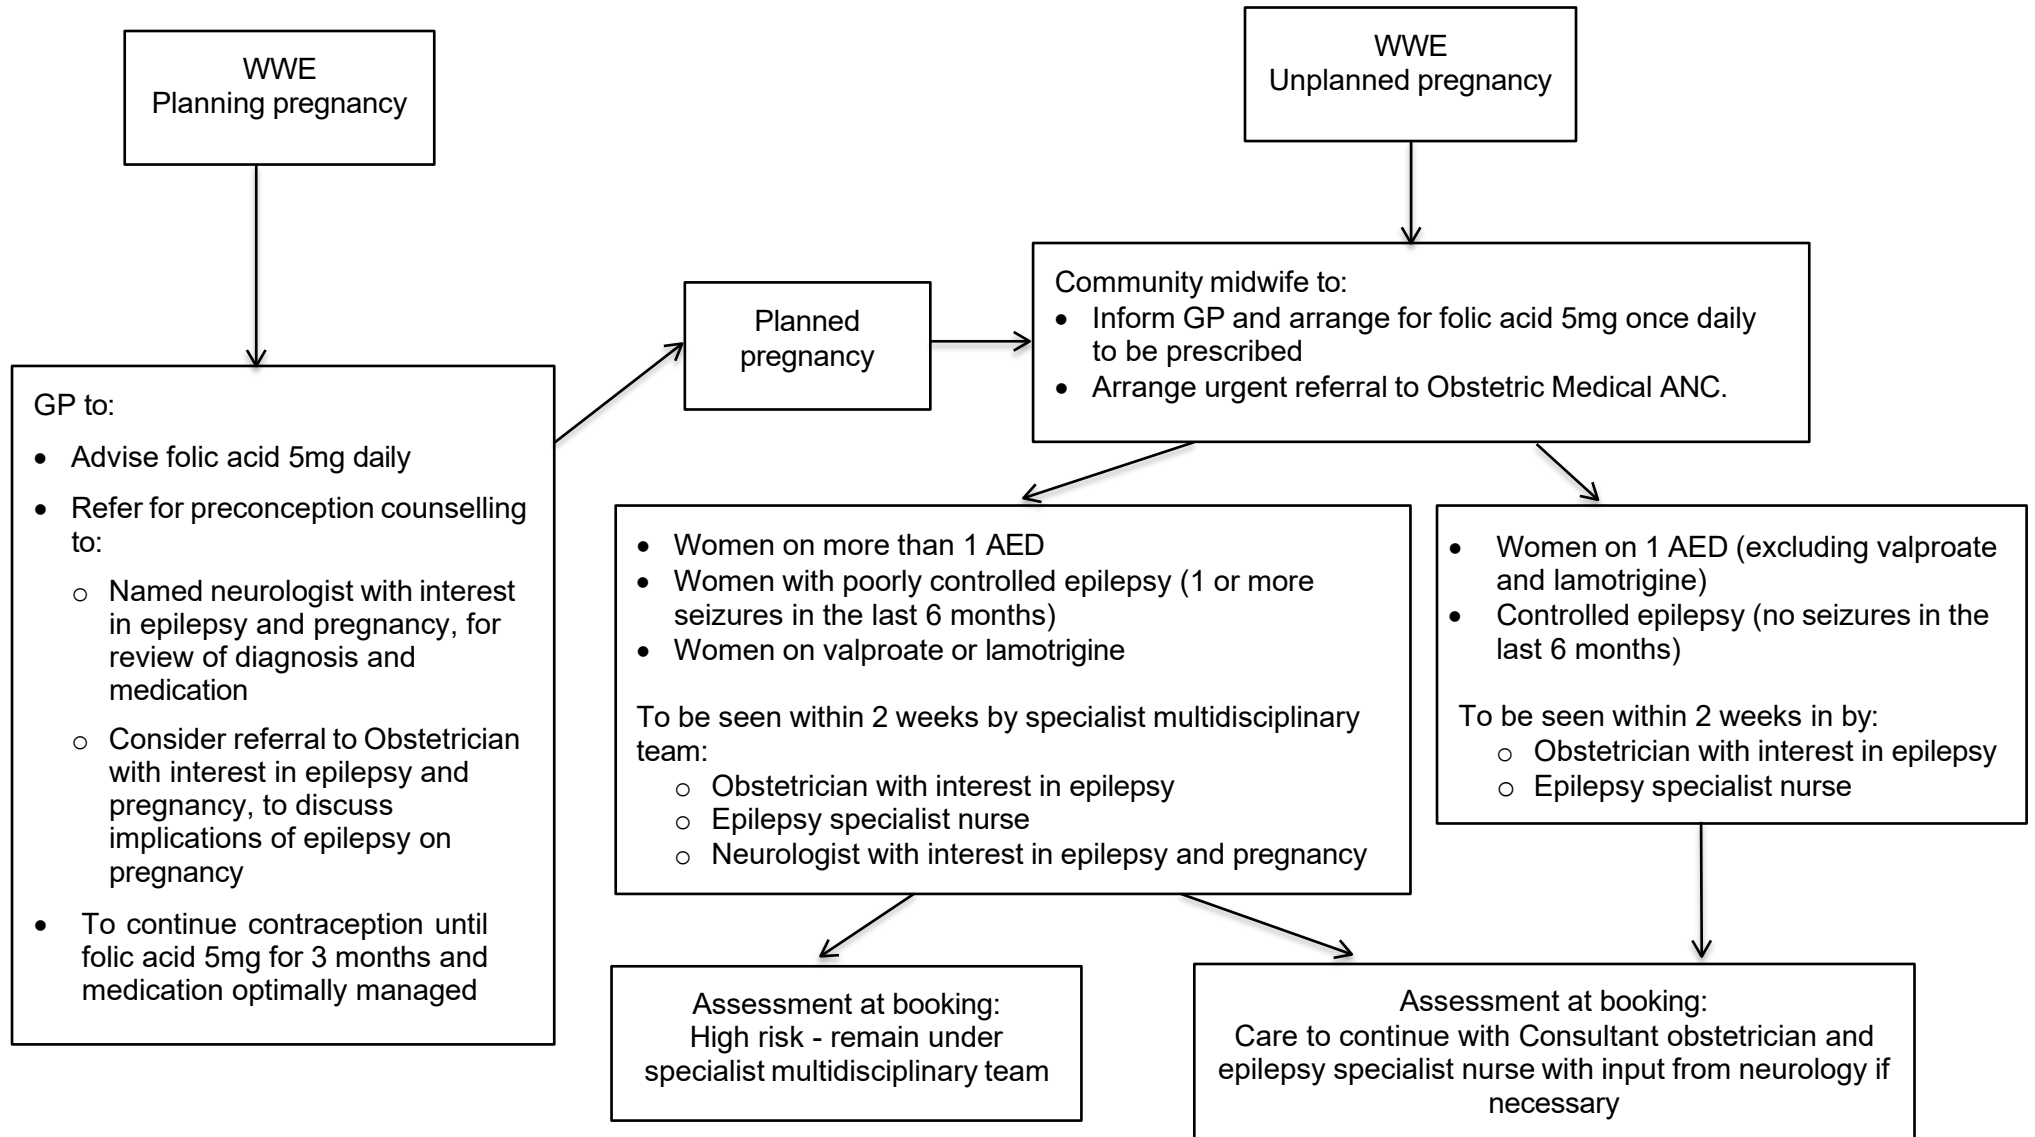 WWE
Planning pregnancy
WWE
Unplanned pregnancy
GP to:
• Advise folic acid 5mg daily
• Refer for preconception counselling
to:
o Named neurologist with interest
in epilepsy and pregnancy, for
review of diagnosis and
medication
o Consider referral to Obstetrician
with interest in epilepsy and
pregnancy, to discuss
implications of epilepsy on
pregnancy
• To continue contraception until
folic acid 5mg for 3 months and
medication optimally managed
Planned
pregnancy
Community midwife to:
• Inform GP and arrange for folic acid 5mg once daily
to be prescribed
• Arrange urgent referral to Obstetric Medical ANC.
• Women on more than 1 AED
• Women with poorly controlled epilepsy (1 or more
seizures in the last 6 months)
• Women on valproate or lamotrigine
To be seen within 2 weeks by specialist multidisciplinary
team:
o Obstetrician with interest in epilepsy
o Epilepsy specialist nurse
o Neurologist with interest in epilepsy and pregnancy
• Women on 1 AED (excluding valproate
and lamotrigine)
• Controlled epilepsy (no seizures in the
last 6 months)
To be seen within 2 weeks in by:
o Obstetrician with interest in epilepsy
o Epilepsy specialist nurse
Assessment at booking:
High risk - remain under
specialist multidisciplinary team
Assessment at booking:
Care to continue with Consultant obstetrician and
epilepsy specialist nurse with input from neurology if
necessary